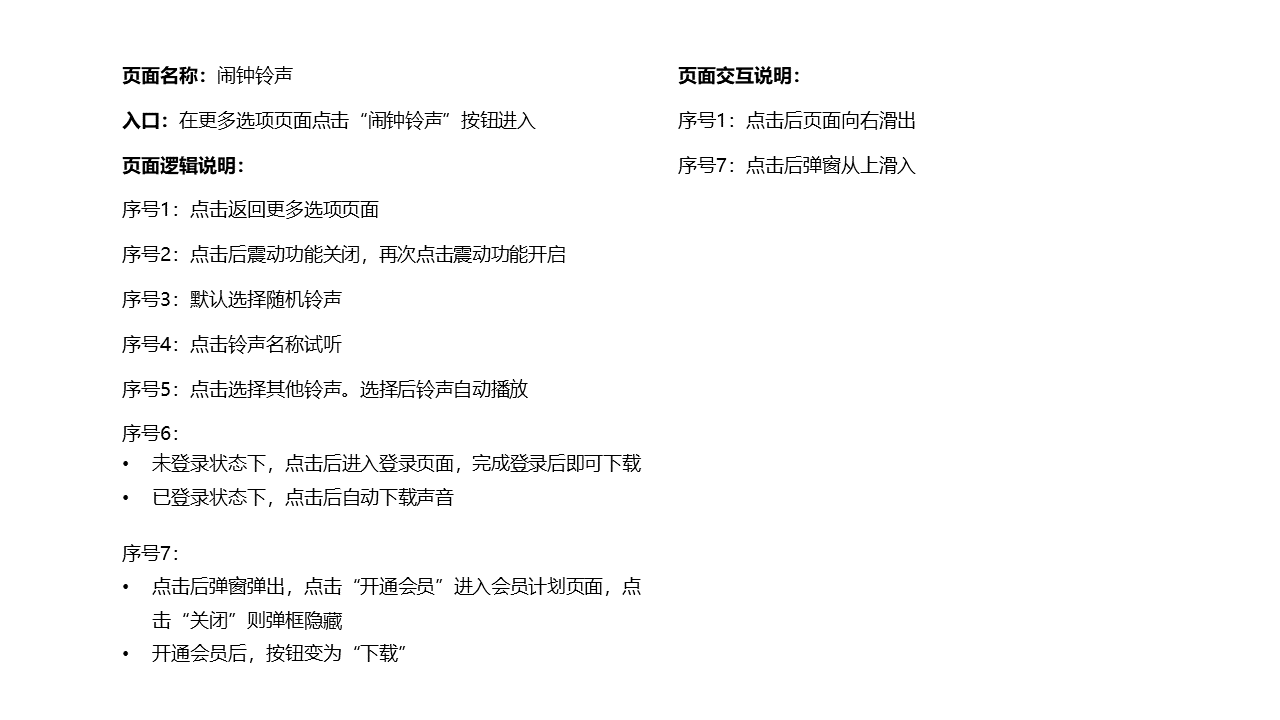 页面名称：闹钟铃声
入口：在更多选项页面点击“闹钟铃声”按钮进入
页面逻辑说明：
序号1：点击返回更多选项页面
序号2：点击后震动功能关闭，再次点击震动功能开启
序号3：默认选择随机铃声
序号4：点击铃声名称试听
序号5：点击选择其他铃声。选择后铃声自动播放
序号6：
• 未登录状态下，点击后进入登录页面，完成登录后即可下载
• 已登录状态下，点击后自动下载声音
序号7：
• 点击后弹窗弹出，点击“开通会员”进入会员计划页面，点
击“关闭”则弹框隐藏
• 开通会员后，按钮变为“下载”
页面交互说明：
序号1：点击后页面向右滑出
序号7：点击后弹窗从上滑入